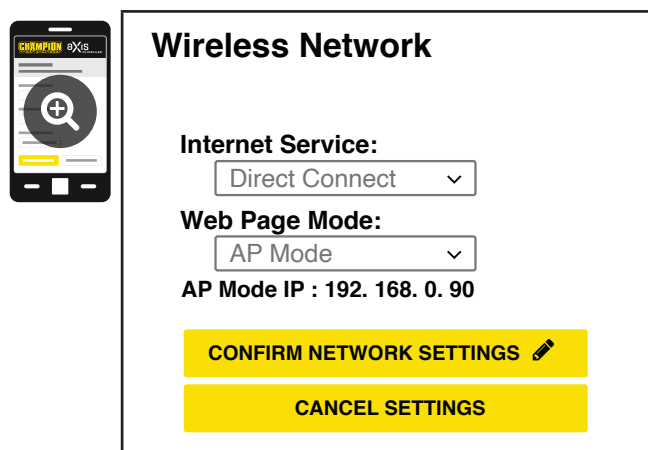 CHAMPION aXis
Wireless Network
Internet Service:
Direct Connect
Web Page Mode:
AP Mode
AP Mode IP : 192. 168. 0. 90
CONFIRM NETWORK SETTINGS
CANCEL SETTINGS